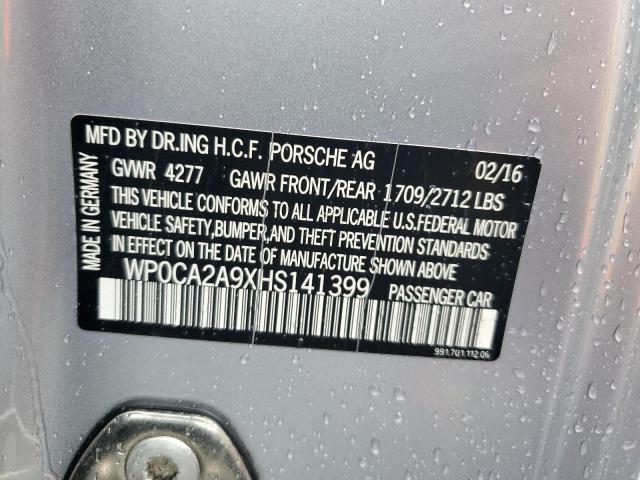 MFD BY DR.ING H.C.F. PORSCHE AG 02/16
GVWR 4277 GAWR FRONT/REAR 1709/2712 LBS
THIS VEHICLE CONFORMS TO ALL APPLICABLE U.S.FEDERAL MOTOR
VEHICLE SAFETY,BUMPER,AND THEFT PREVENTION STANDARDS
IN EFFECT ON THE DATE OF MANUFACTURE SHOWN ABOVE.
WP0CA2A9XHS141399 PASSENGER CAR
991.701.112.06
MADE IN GERMANY